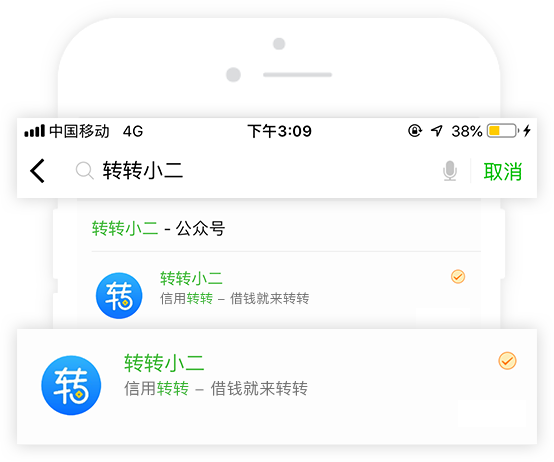 中国移动 4G 下午3:09 38%
转转小二 取消
转转小二 - 公众号
转
转转小二
信用转转 – 借钱就来转转
转
转转小二
信用转转 – 借钱就来转转